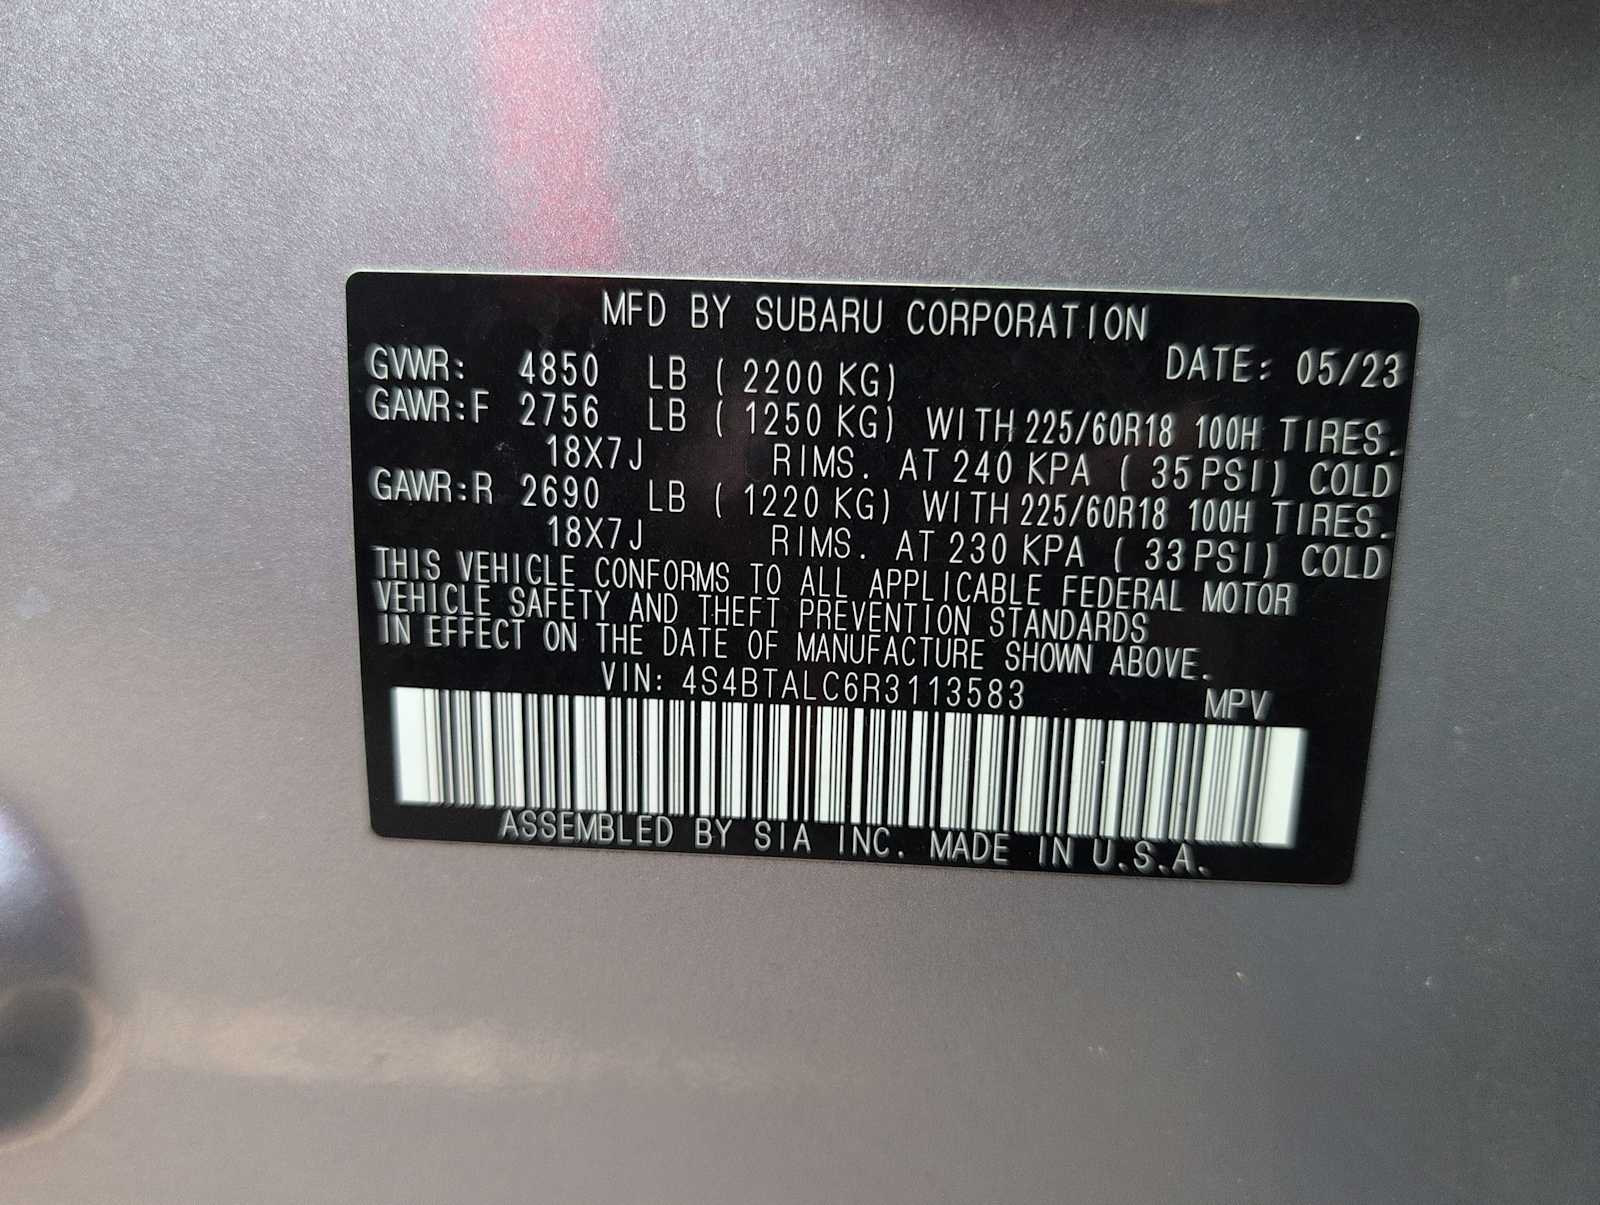 MFD BY SUBARU CORPORATION
DATE: 05/23
GVWR: 4850 LB ( 2200 KG)
GAWR:F 2756 LB ( 1250 KG) WITH 225/60R18 100H TIRES.
18X7J RIMS. AT 240 KPA ( 35 PSI) COLD
GAWR:R 2690 LB ( 1220 KG) WITH 225/60R18 100H TIRES.
18X7J RIMS. AT 230 KPA ( 33 PSI) COLD
THIS VEHICLE CONFORMS TO ALL APPLICABLE FEDERAL MOTOR
VEHICLE SAFETY AND THEFT PREVENTION STANDARDS
IN EFFECT ON THE DATE OF MANUFACTURE SHOWN ABOVE.
VIN: 4S4BTALC6R3113583 MPV
ASSEMBLED BY SIA INC. MADE IN U.S.A.